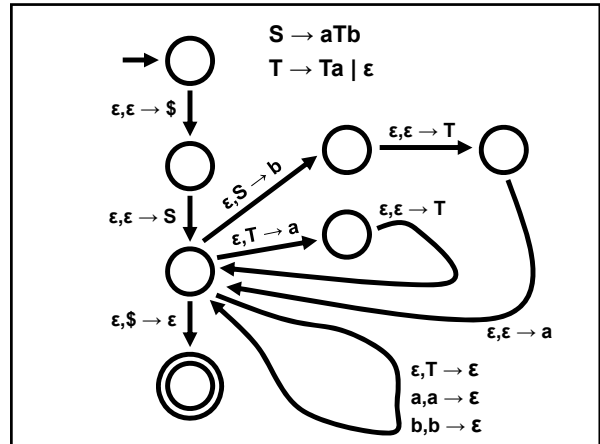 S → aTb
T → Ta | ε
ε,ε → $
ε,S → b
ε,ε → T
ε,ε → S
ε,T → a
ε,ε → T
ε,$ → ε
ε,ε → a
ε,T → ε
a,a → ε
b,b → ε